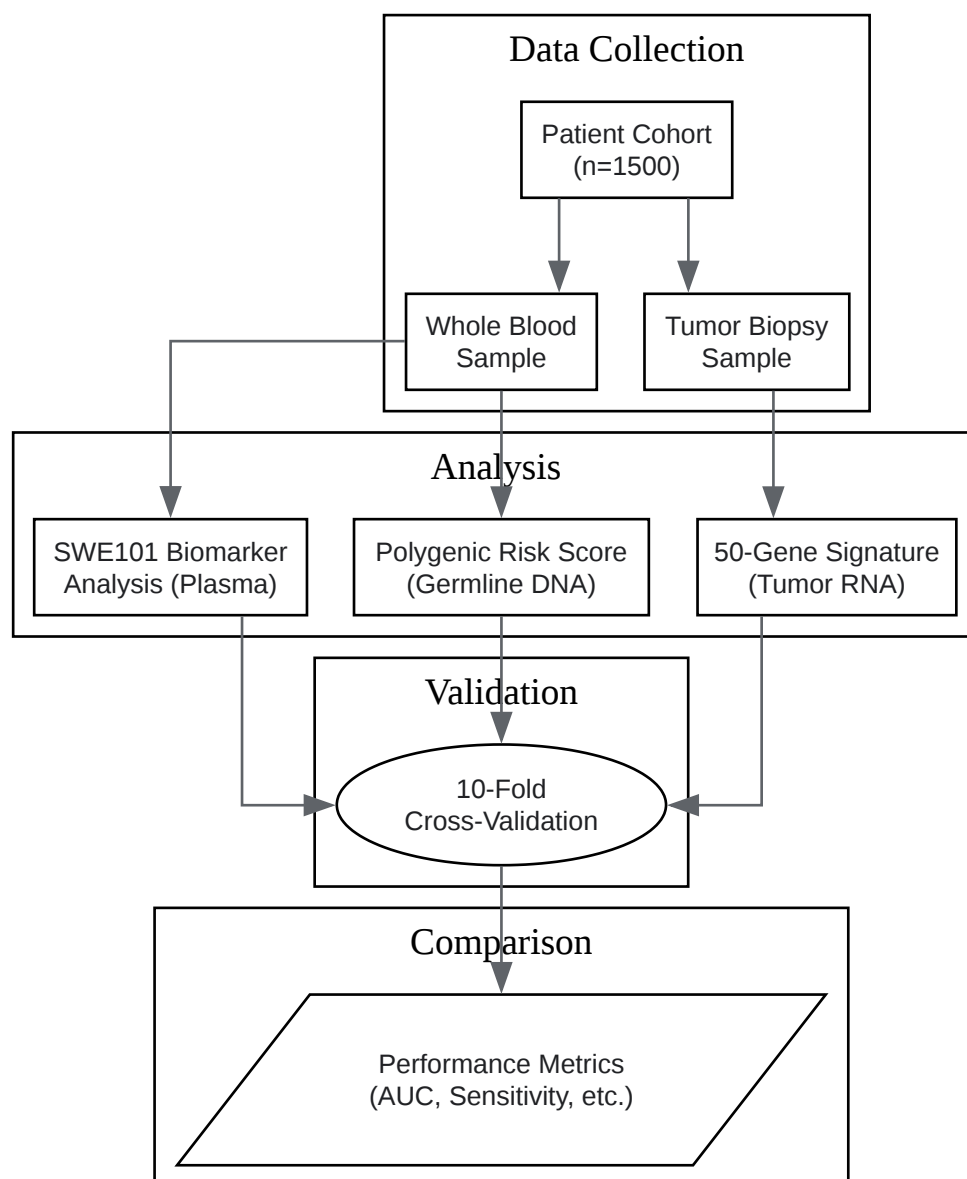 Data Collection
Patient Cohort
(n=1500)
Whole Blood
Sample
Tumor Biopsy
Sample
Analysis
SWE101 Biomarker
Analysis (Plasma)
Polygenic Risk Score
(Germline DNA)
50-Gene Signature
(Tumor RNA)
Validation
10-Fold
Cross-Validation
Comparison
Performance Metrics
(AUC, Sensitivity, etc.)